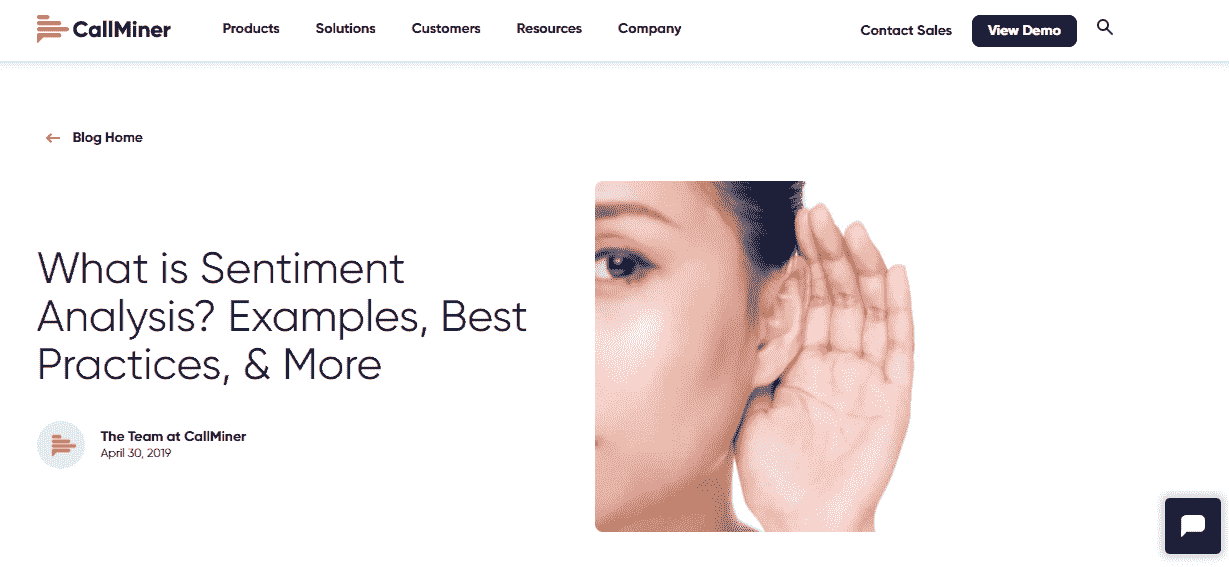 CallMiner
Products Solutions Customers Resources Company
Contact Sales View Demo
Blog Home
What is Sentiment
Analysis? Examples, Best
Practices, & More
The Team at CallMiner
April 30, 2019